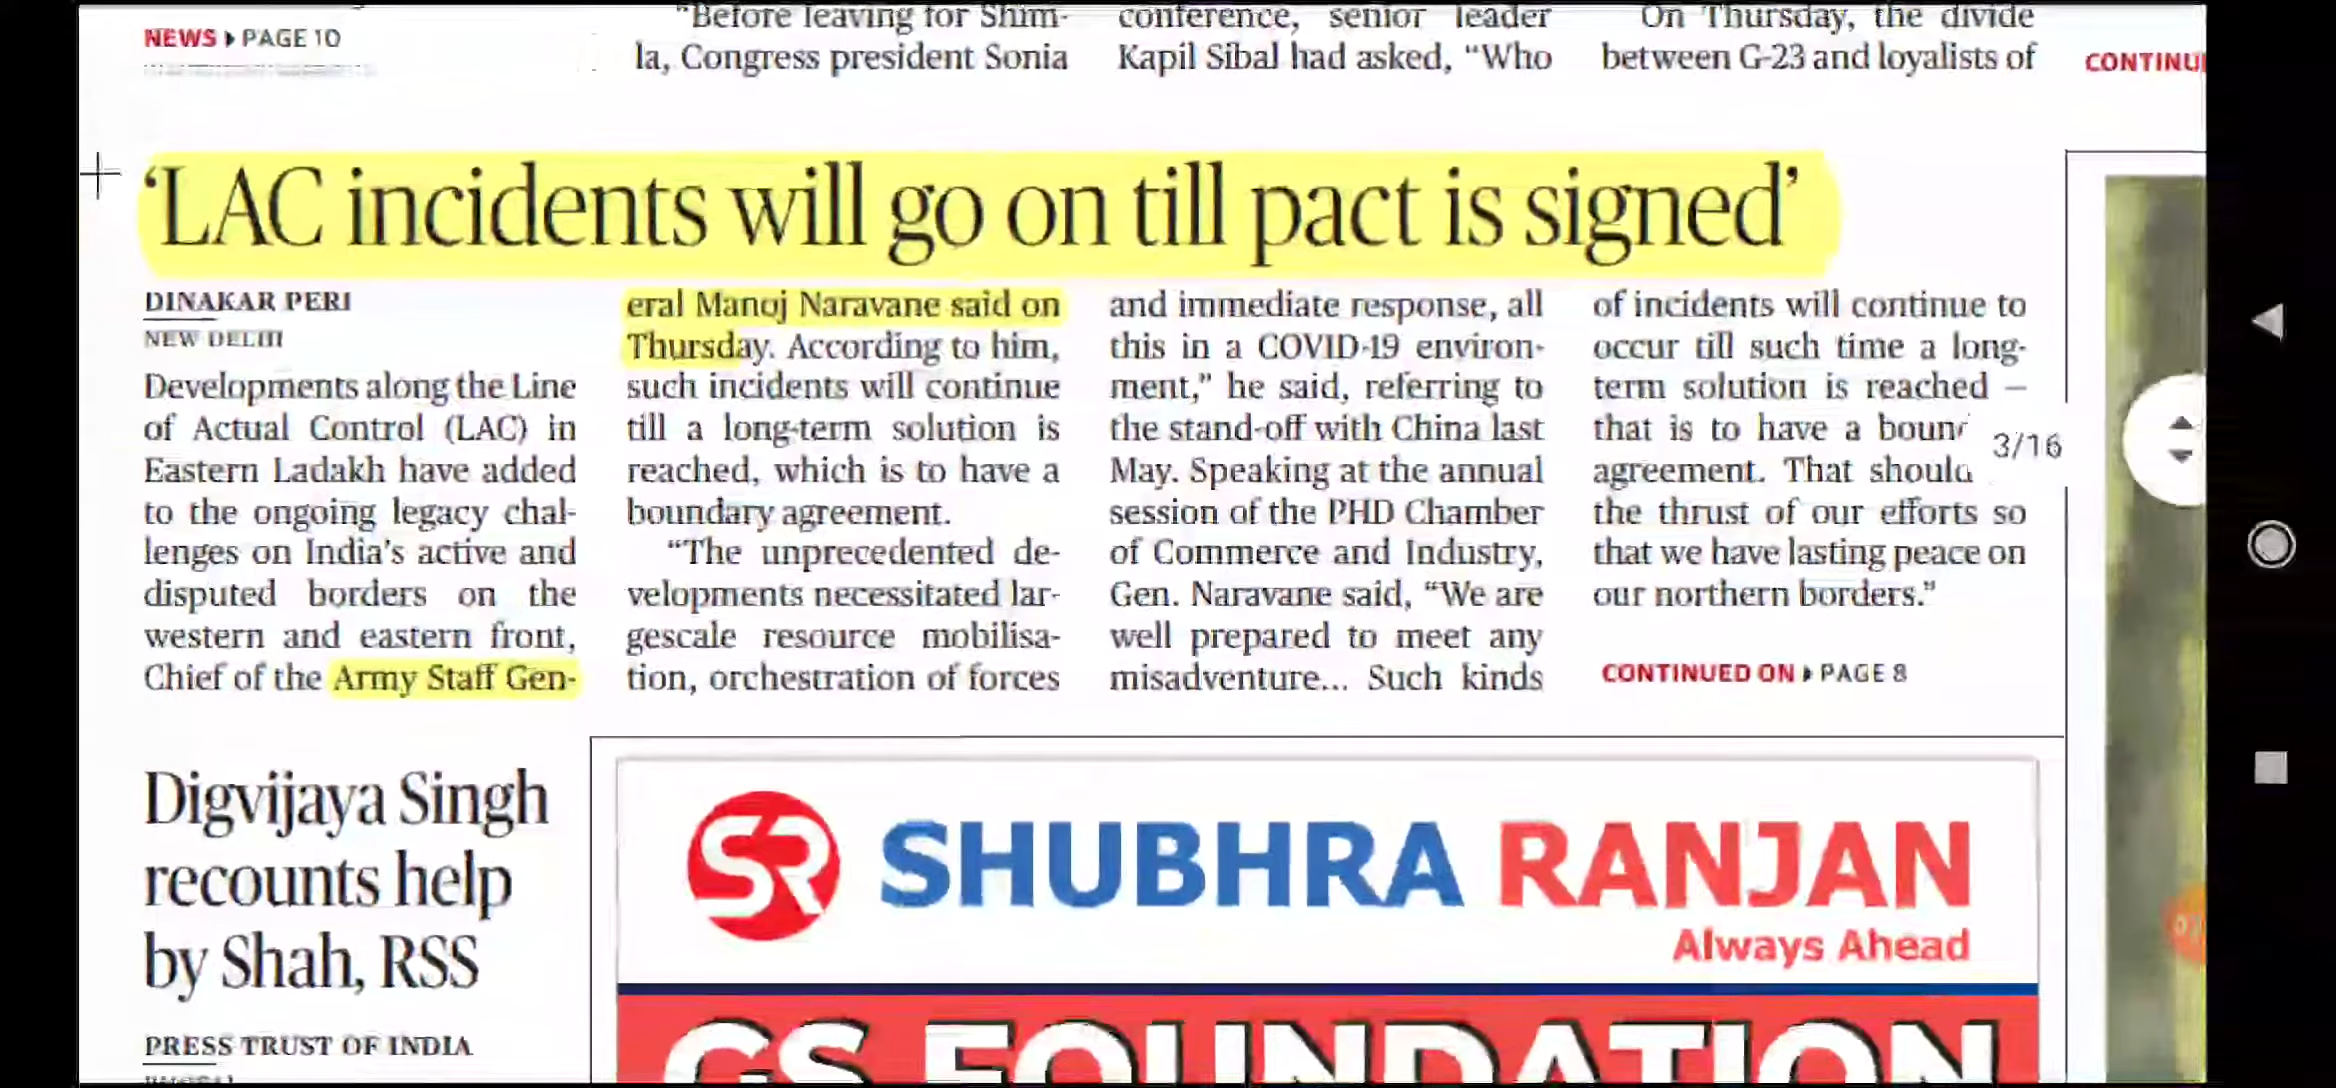 NEWS ▸ PAGE 10
"Before leaving for Shim-
la, Congress president Sonia
conference, senior leader
Kapil Sibal had asked, “Who
On Thursday, the divide
between G-23 and loyalists of
‘LAC incidents will go on till pact is signed’
DINAKAR PERI
NEW DELHI
Developments along the Line
of Actual Control (LAC) in
Eastern Ladakh have added
to the ongoing legacy chal-
lenges on India’s active and
disputed borders on the
western and eastern front,
Chief of the Army Staff Gen-
eral Manoj Naravane said on
Thursday. According to him,
such incidents will continue
till a long-term solution is
reached, which is to have a
boundary agreement.
“The unprecedented de-
velopments necessitated lar-
gescale resource mobilisa-
tion, orchestration of forces
and immediate response, all
this in a COVID-19 environ-
ment,” he said, referring to
the stand-off with China last
May. Speaking at the annual
session of the PHD Chamber
of Commerce and Industry,
Gen. Naravane said, “We are
well prepared to meet any
misadventure... Such kinds
of incidents will continue to
occur till such time a long-
term solution is reached —
that is to have a
agreement. That
the thrust of our efforts so
that we have lasting peace on
our northern borders.”
CONTINUED ON ▸ PAGE 8
3/16
Digvijaya Singh
recounts help
by Shah, RSS
PRESS TRUST OF INDIA
SR SHUBHRA RANJAN
Always Ahead
GS FOUNDATION